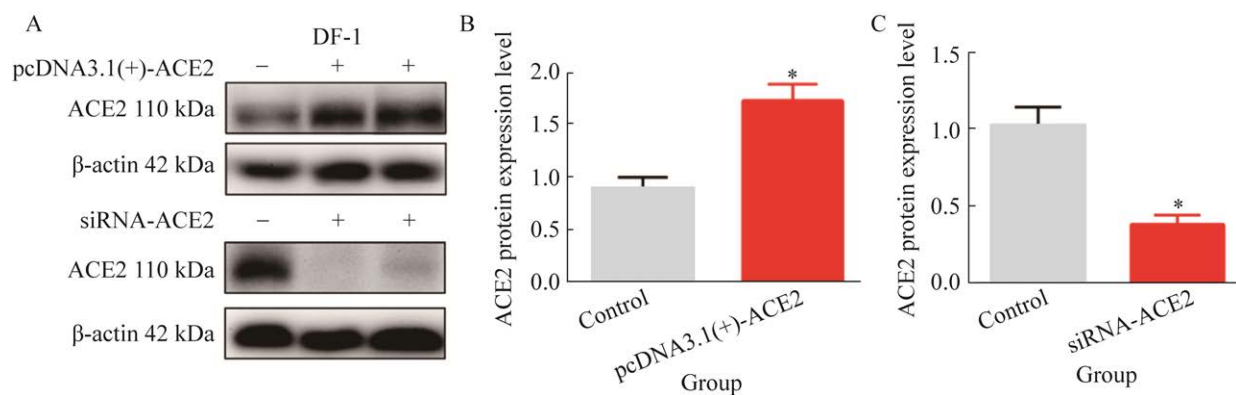 A
DF-1
pcDNA3.1(+)-ACE2 − + +
ACE2 110 kDa
β-actin 42 kDa
siRNA-ACE2 − + +
ACE2 110 kDa
β-actin 42 kDa
B
ACE2 protein expression level
2.0
1.5
1.0
0.5
0.0
*
Control
pcDNA3.1(+)-ACE2
Group
C
ACE2 protein expression level
1.5
1.0
0.5
0.0
*
Control
siRNA-ACE2
Group